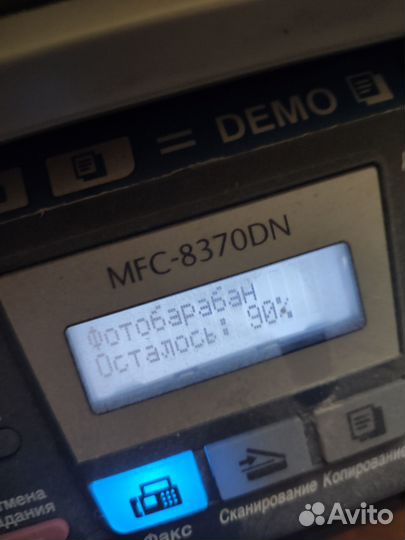 = DEMO
MFC-8370DN
Фотобарабан
Осталось: 90%
Факс
Сканирование
Копирование
Avito